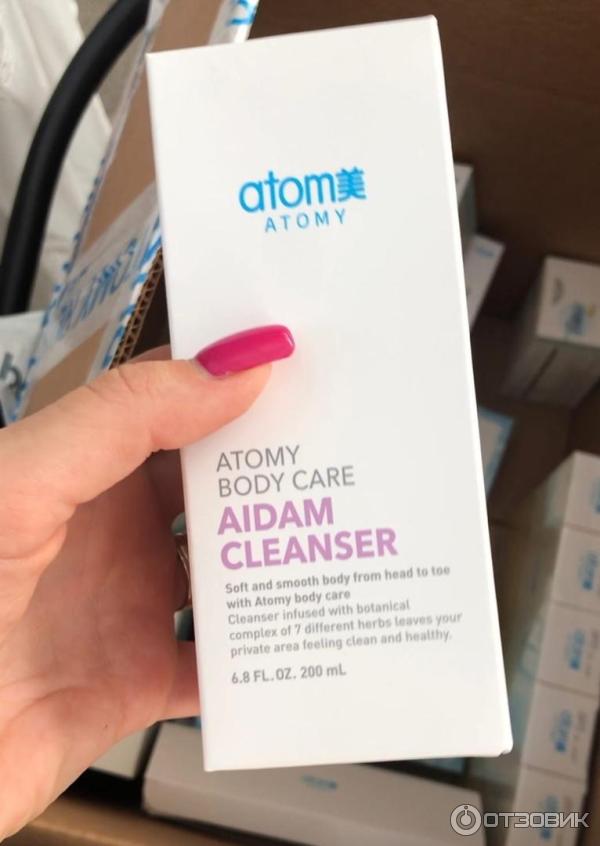 atom美
ATOMY
ATOMY
BODY CARE
AIDAM
CLEANSER
Soft and smooth body from head to toe
with Atomy body care
Cleanser infused with botanical
complex of 7 different herbs leaves your
private area feeling clean and healthy.
6.8 FL.OZ. 200 mL
ОТЗОВИК